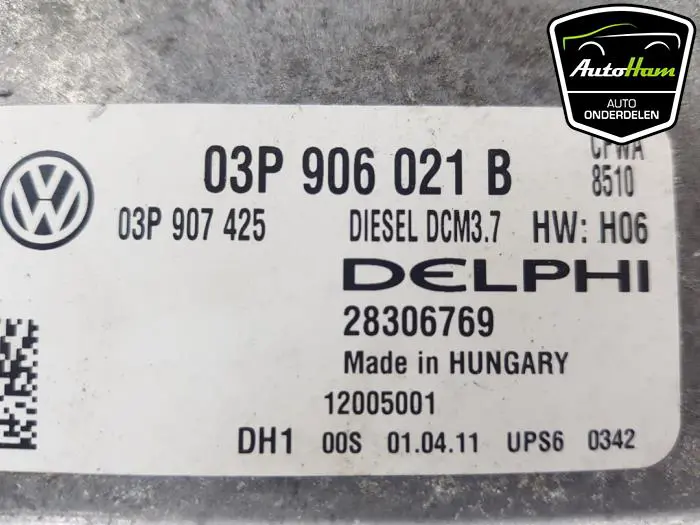 AutoHam
AUTO
ONDERDELEN
03P 906 021 B
8510
03P 907 425 DIESEL DCM3.7 HW: H06
DELPHI
28306769
Made in HUNGARY
12005001
DH1 00S 01.04.11 UPS6 0342